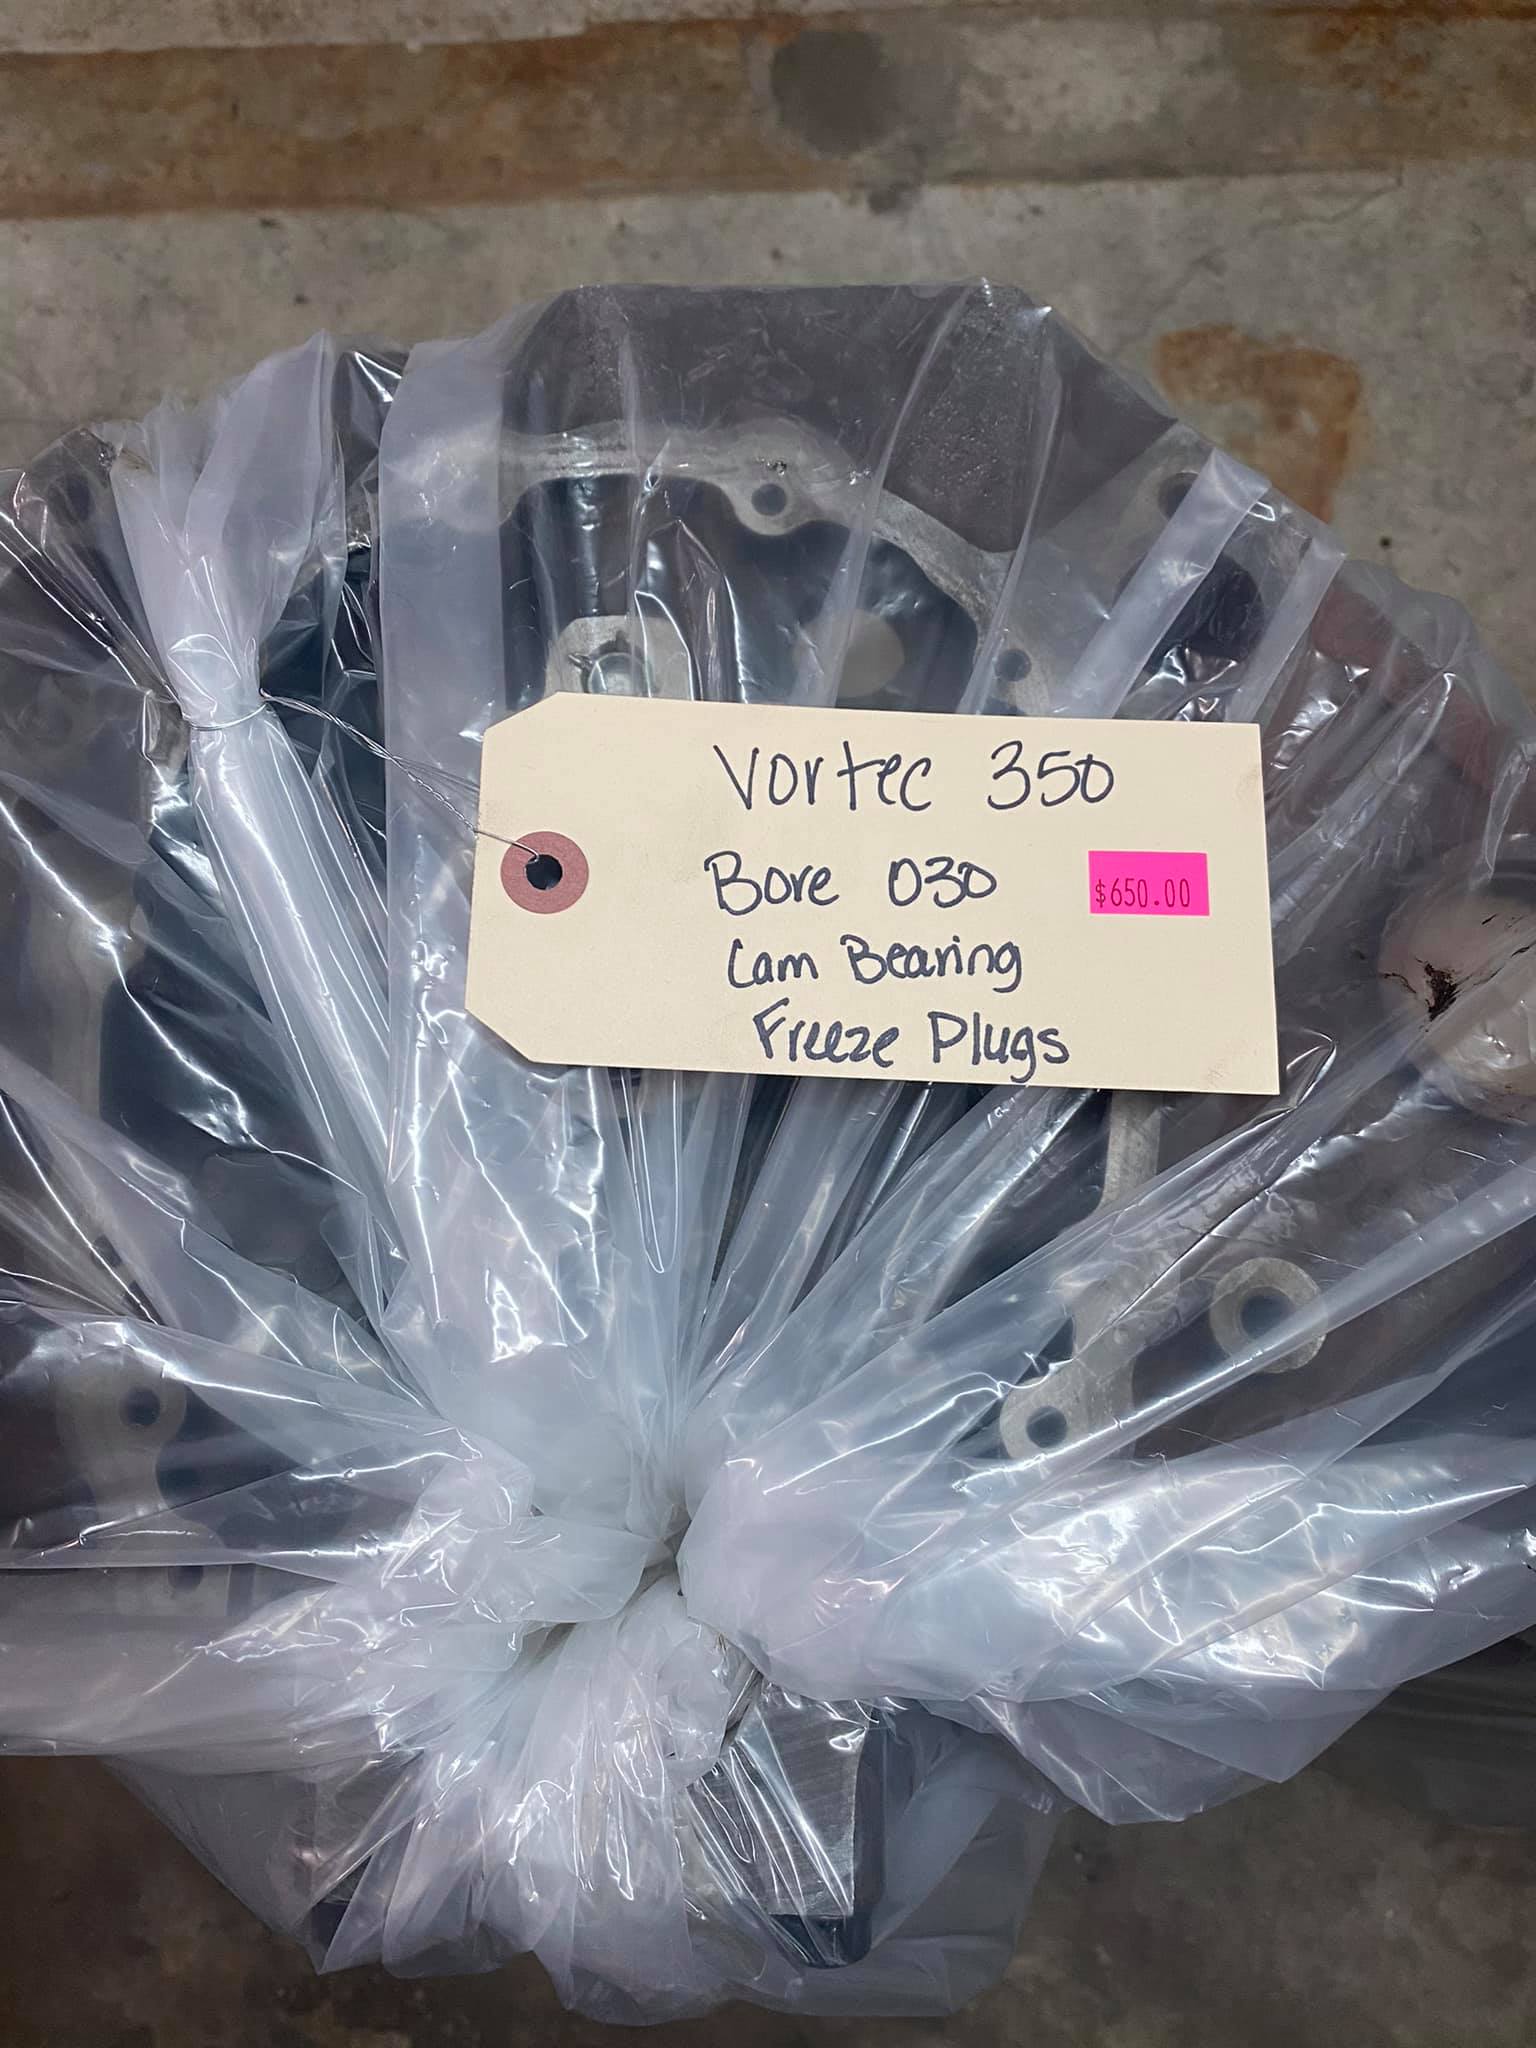 Vortec 350
Bore 030
$650.00
Cam Bearing
Freeze Plugs